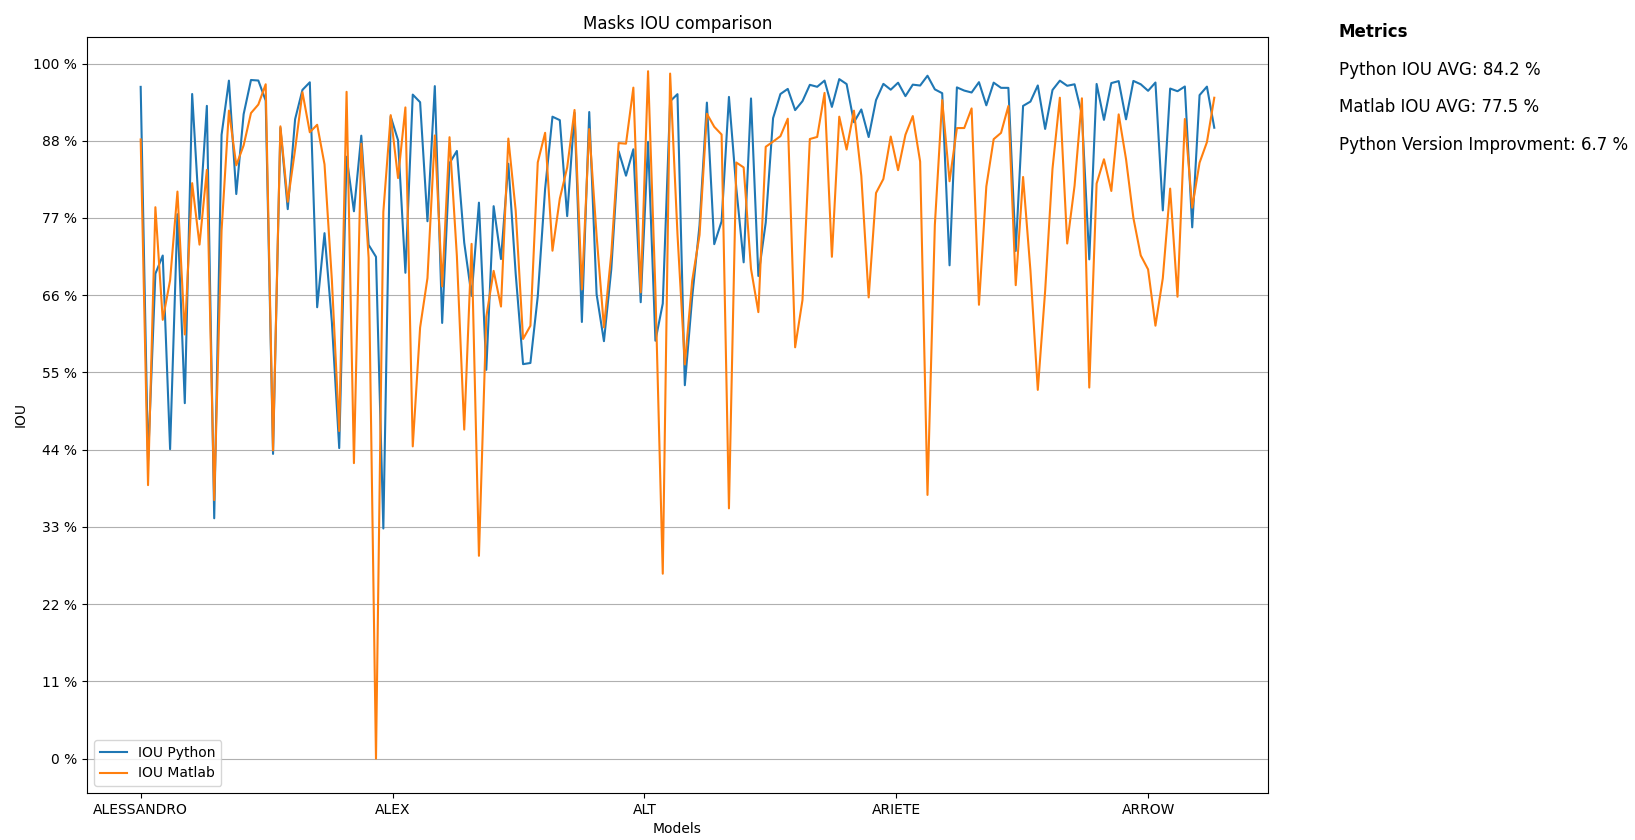 Masks IOU comparison
100 %
88 %
77 %
66 %
55 %
44 %
33 %
22 %
11 %
0 %
IOU
IOU Python
IOU Matlab
ALESSANDRO
ALEX
ALT
ARIETE
ARROW
Models
Metrics
Python IOU AVG: 84.2 %
Matlab IOU AVG: 77.5 %
Python Version Improvment: 6.7 %